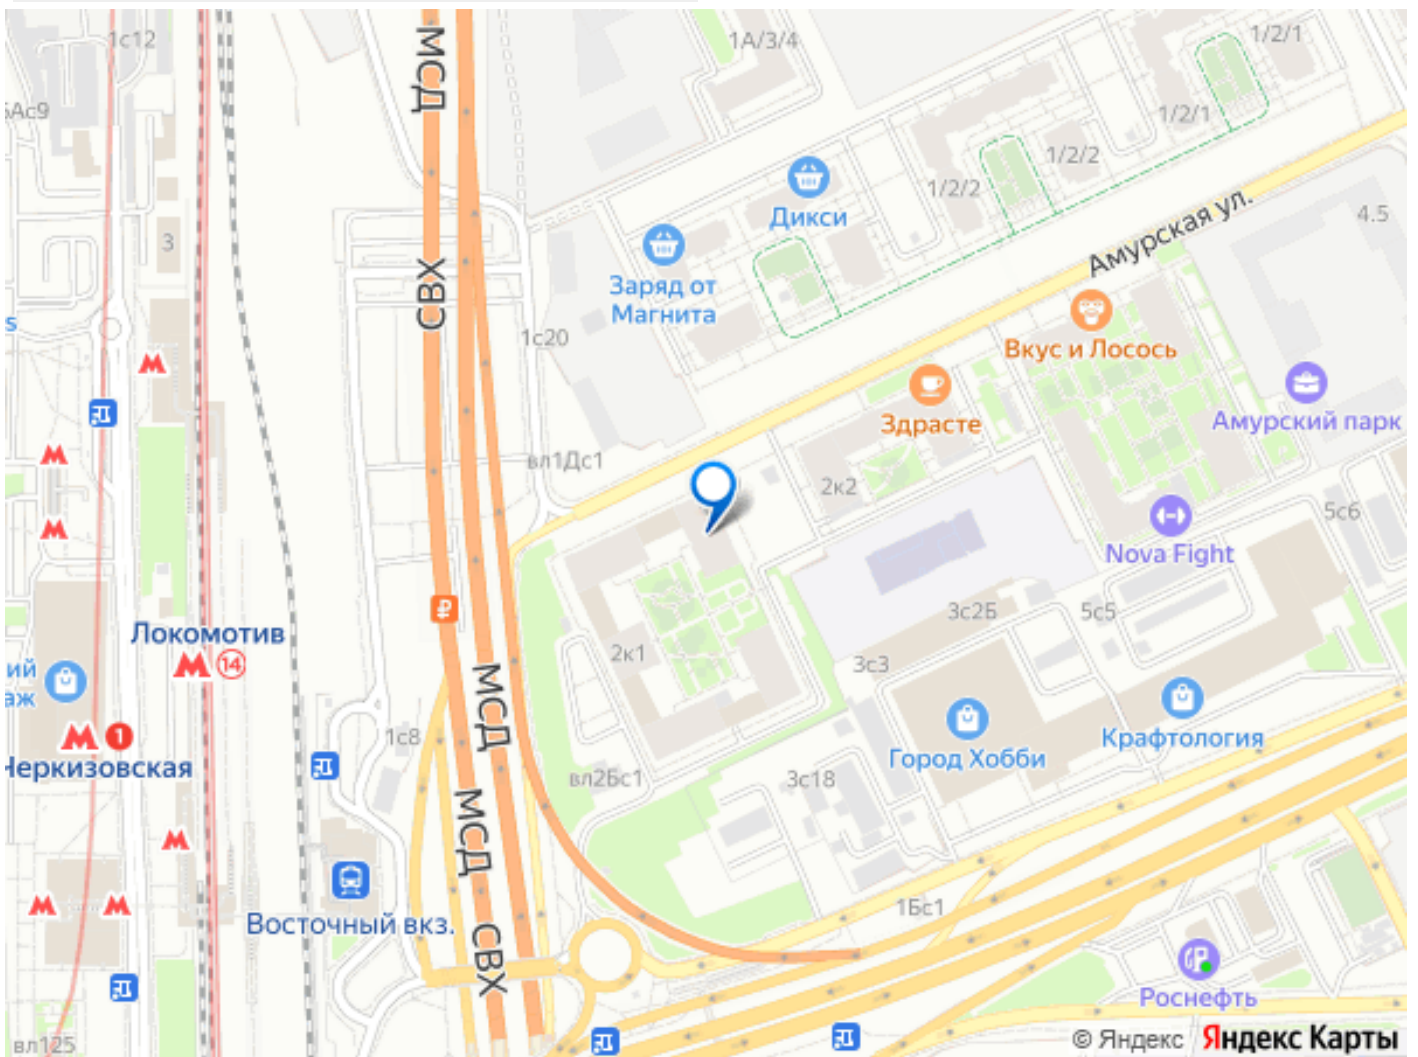 1с12
МСД
1А/3/4
1/2/1
1/2/1
1/2/2
1/2/2
Дикси
4.5
Амурская ул.
3
СВХ
Заряд от
Магнита
1с20
Вкус и Лосось
Здрасте
Амурский парк
вл1Дс1
2к2
5с6
Nova Fight
3с2Б
5с5
Локомотив
14
2к1
3с3
МСД
1с8
1
Черкизовская
Город Хобби
Крафтология
вл2Бс1
3с18
МСД
Восточный вкз.
СВХ
1Бс1
Роснефть
вл125
© Яндекс Яндекс Карты